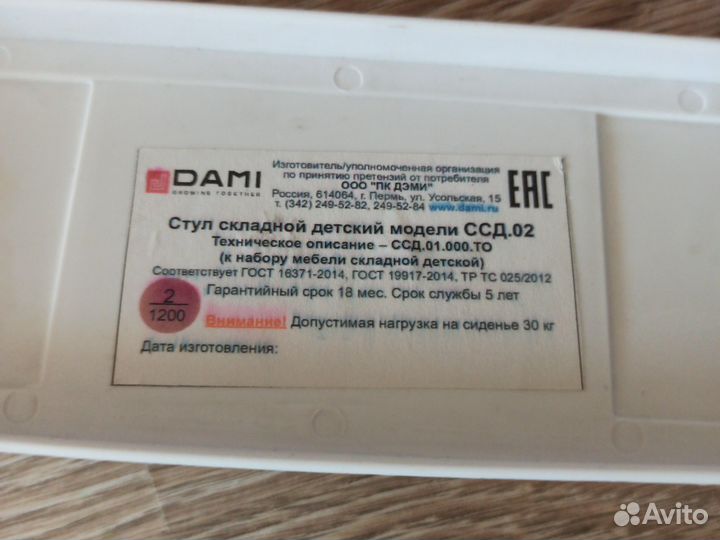 DAMI
GROWING TOGETHER
Изготовитель/уполномоченная организация
по принятию претензий от потребителя
ООО "ПК ДЭМИ"
Россия, 614064, г. Пермь, ул. Усольская, 15
т. (342) 249-52-82, 249-52-84 www.dami.ru
EAC
Стул складной детский модели ССД.02
Техническое описание – ССД.01.000.ТО
(к набору мебели складной детской)
Соответствует ГОСТ 16371-2014, ГОСТ 19917-2014, ТР ТС 025/2012
2
1200
Гарантийный срок 18 мес. Срок службы 5 лет
Внимание! Допустимая нагрузка на сиденье 30 кг
Дата изготовления:
Avito